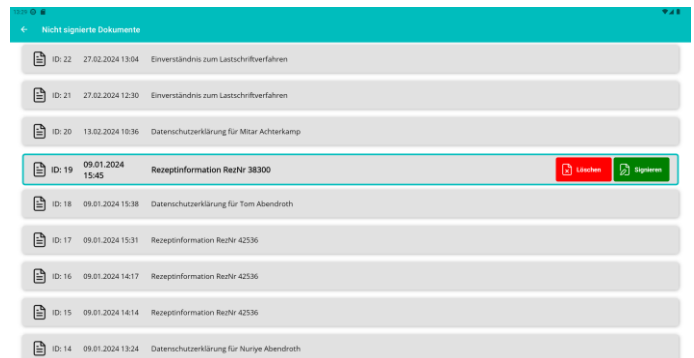 Nicht signierte Dokumente
ID: 22 27.02.2024 13:04 Einverständnis zum Lastschriftverfahren
ID: 21 27.02.2024 12:30 Einverständnis zum Lastschriftverfahren
ID: 20 13.02.2024 10:36 Datenschutzerklärung für Mitar Achterkamp
ID: 19 09.01.2024 15:45 Rezeptinformation RezNr 38300 Löschen Signieren
ID: 18 09.01.2024 15:38 Datenschutzerklärung für Tom Abendroth
ID: 17 09.01.2024 15:31 Rezeptinformation RezNr 42536
ID: 16 09.01.2024 14:17 Rezeptinformation RezNr 42536
ID: 15 09.01.2024 14:14 Rezeptinformation RezNr 42536
ID: 14 09.01.2024 13:24 Datenschutzerklärung für Nuriye Abendroth